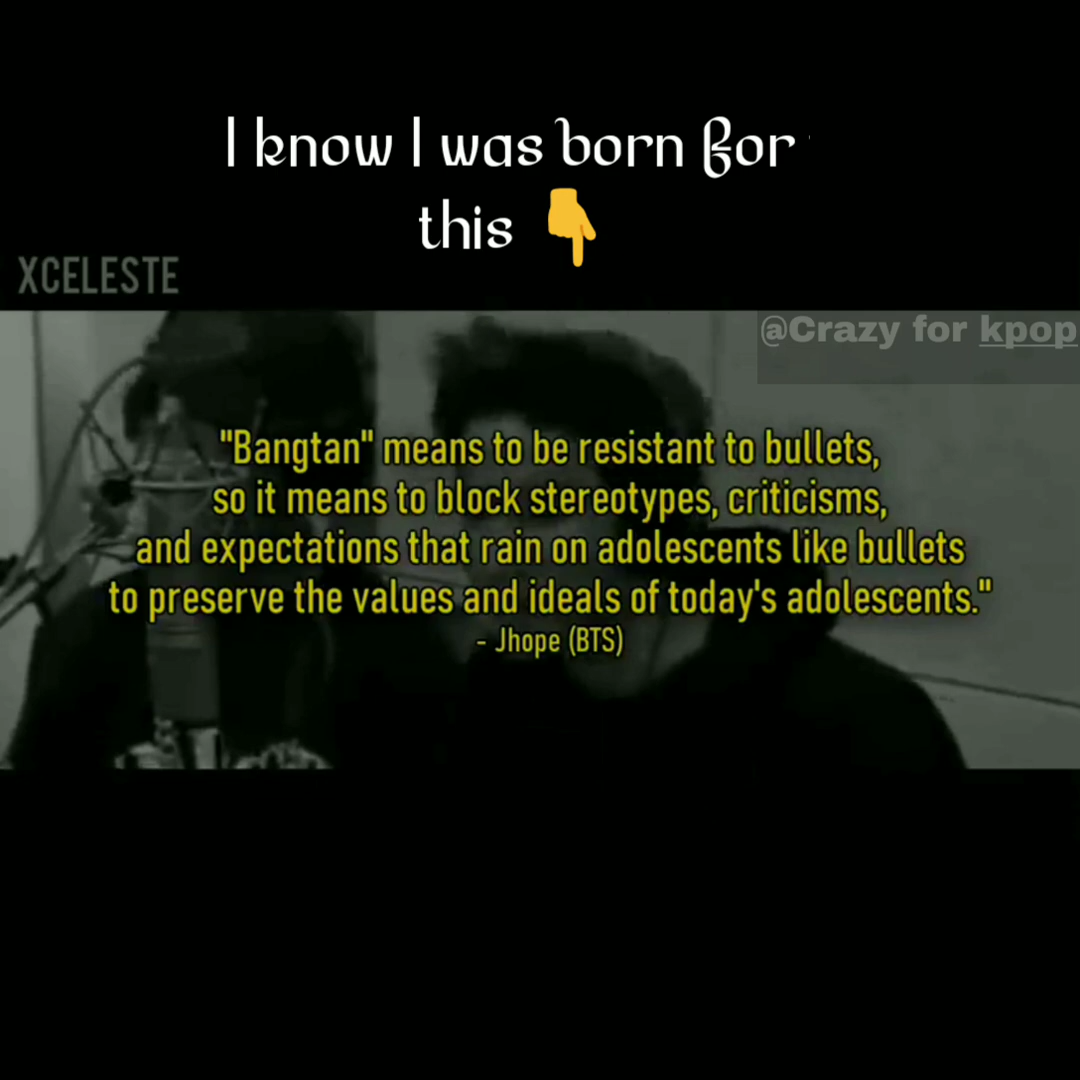 I know I was born for
this 👇
XCELESTE
@Crazy for kpop
"Bangtan" means to be resistant to bullets,
so it means to block stereotypes, criticisms,
and expectations that rain on adolescents like bullets
to preserve the values and ideals of today's adolescents."
- Jhope (BTS)